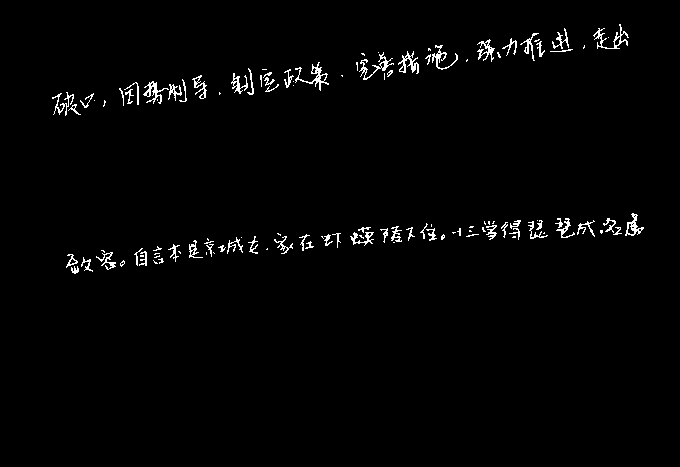 破口，因势利导，制定政策，完善措施，强力推进，走出
敛容。自言本是京城女，家在虾蟆陵下住。十三学得琵琶成，名属